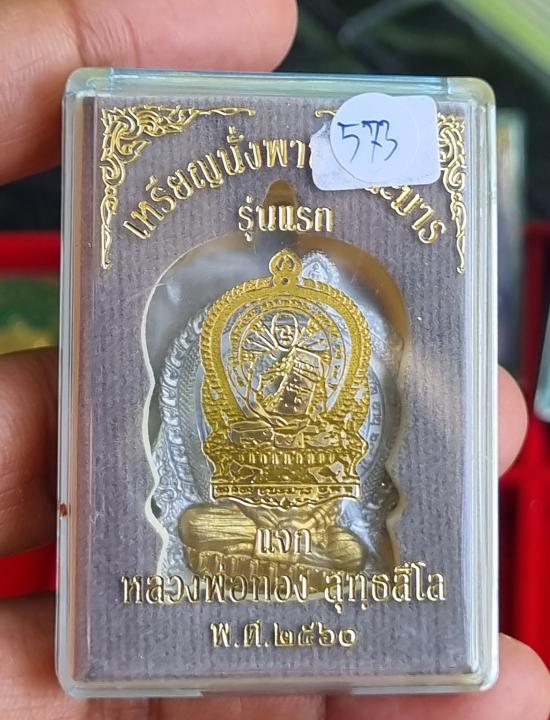 573
เหรียญนั่งพาน
รุ่นแรก
แจก
หลวงพ่อทอง สุทฺธสีโล
พ.ศ.๒๕๖๐